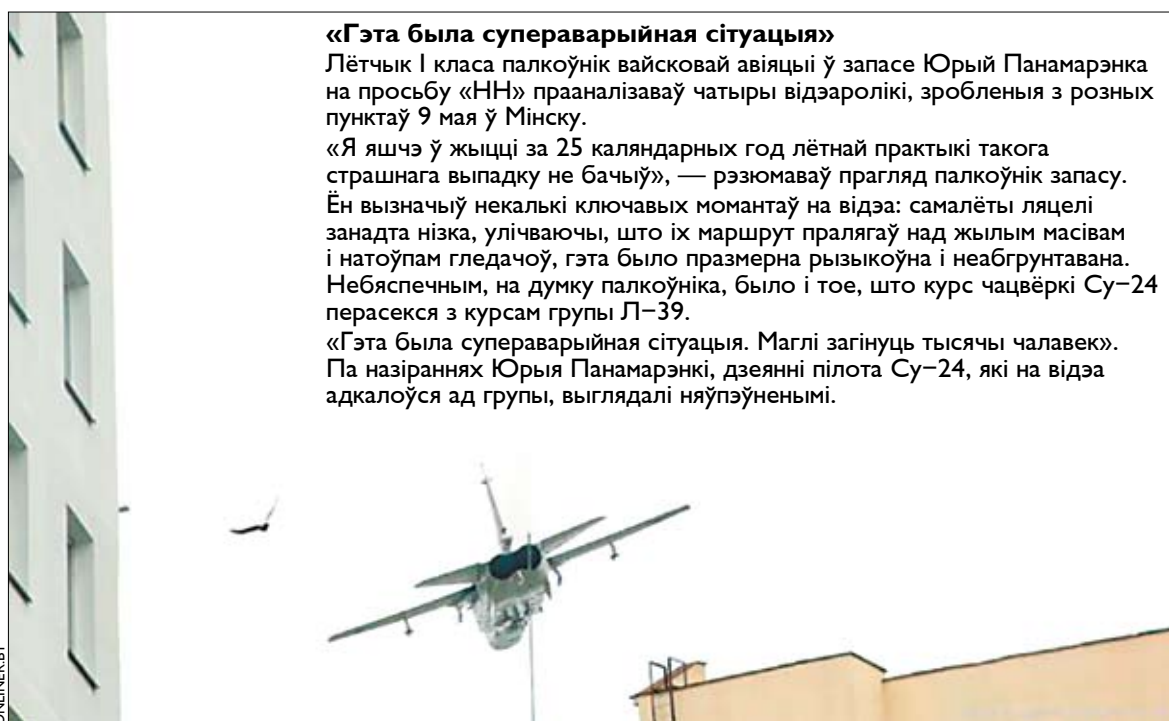 «Гэта была супераварыйная сітуацыя»
Лётчык І класа палкоўнік вайсковай авіяцыі ў запасе Юрый Панамарэнка
на просьбу «НН» прааналізаваў чатыры відэаролікі, зробленыя з розных
пунктаў 9 мая ў Мінску.
«Я яшчэ ў жыцці за 25 каляндарных год лётнай практыкі такога
страшнага выпадку не бачыў», — рэзюмаваў прагляд палкоўнік запасу.
Ён вызначыў некалькі ключавых момантаў на відэа: самалёты ляцелі
занадта нізка, улічваючы, што іх маршрут пралягаў над жылым масівам
і натоўпам гледачоў, гэта было празмерна рызыкоўна і неабгрунтавана.
Небяспечным, на думку палкоўніка, было і тое, што курс чацвёркі Су–24
перасекся з курсам групы Л–39.
«Гэта была супераварыйная сітуацыя. Маглі загінуць тысячы чалавек».
Па назіраннях Юрыя Панамарэнкі, дзеянні пілота Су–24, які на відэа
адкалоўся ад групы, выглядалі няўпэўненымі.
ONLINER.BY